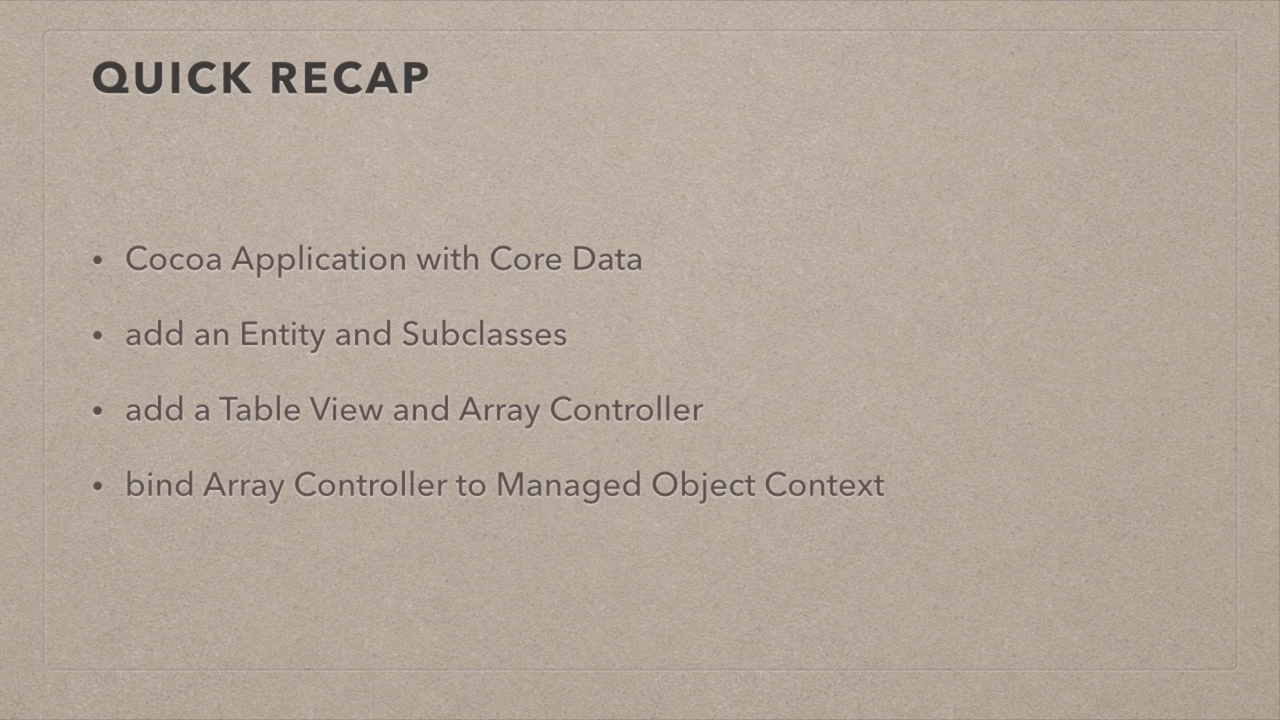 QUICK RECAP
• Cocoa Application with Core Data
• add an Entity and Subclasses
• add a Table View and Array Controller
• bind Array Controller to Managed Object Context